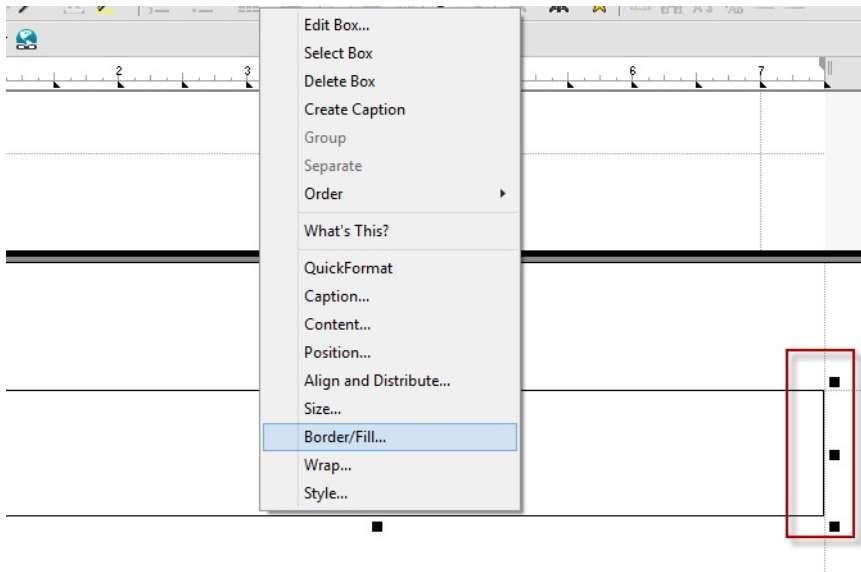 2
3
6
7
Edit Box...
Select Box
Delete Box
Create Caption
Group
Separate
Order
What's This?
QuickFormat
Caption...
Content...
Position...
Align and Distribute...
Size...
Border/Fill...
Wrap...
Style...